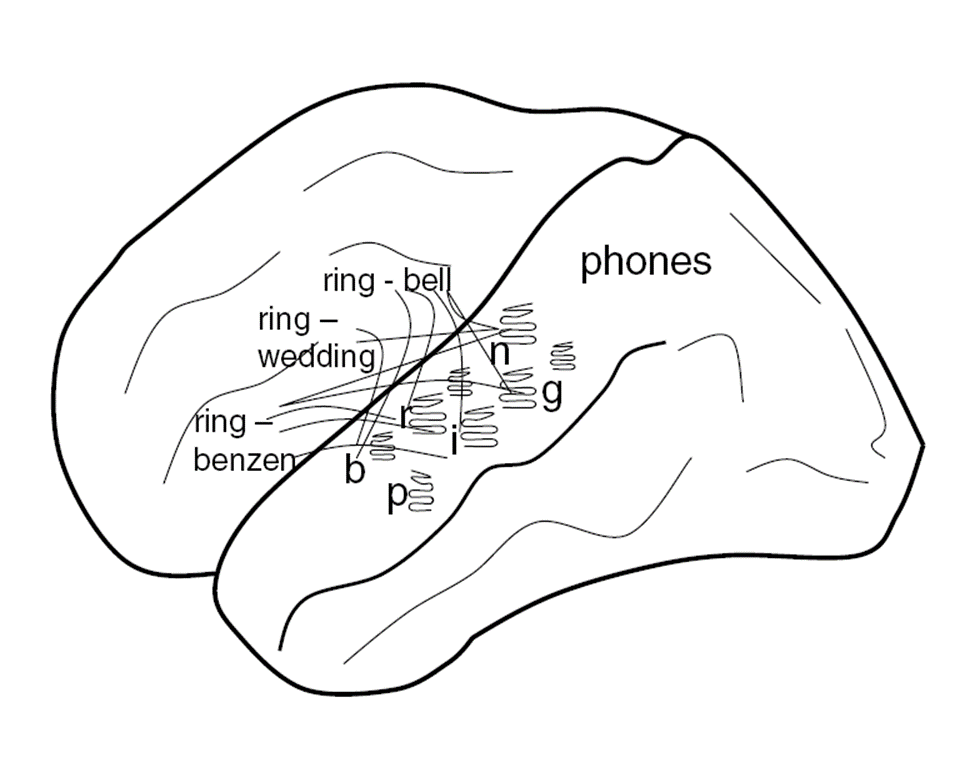 phones
ring - bell
ring –
wedding
n
g
r
ring –
i
benzen
b
p